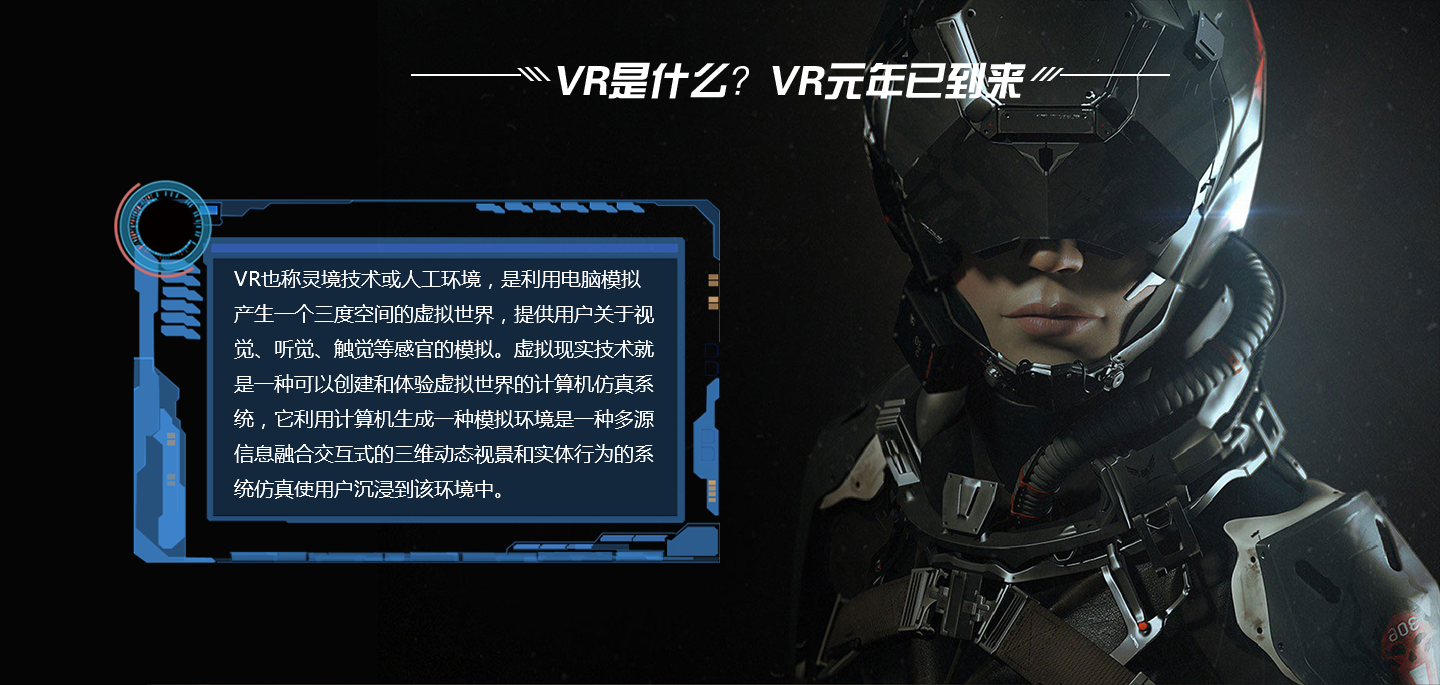 VR是什么？VR元年已到来
VR也称灵境技术或人工环境，是利用电脑模拟
产生一个三度空间的虚拟世界，提供用户关于视
觉、听觉、触觉等感官的模拟。虚拟现实技术就
是一种可以创建和体验虚拟世界的计算机仿真系
统，它利用计算机生成一种模拟环境是一种多源
信息融合交互式的三维动态视景和实体行为的系
统仿真使用户沉浸到该环境中。
306